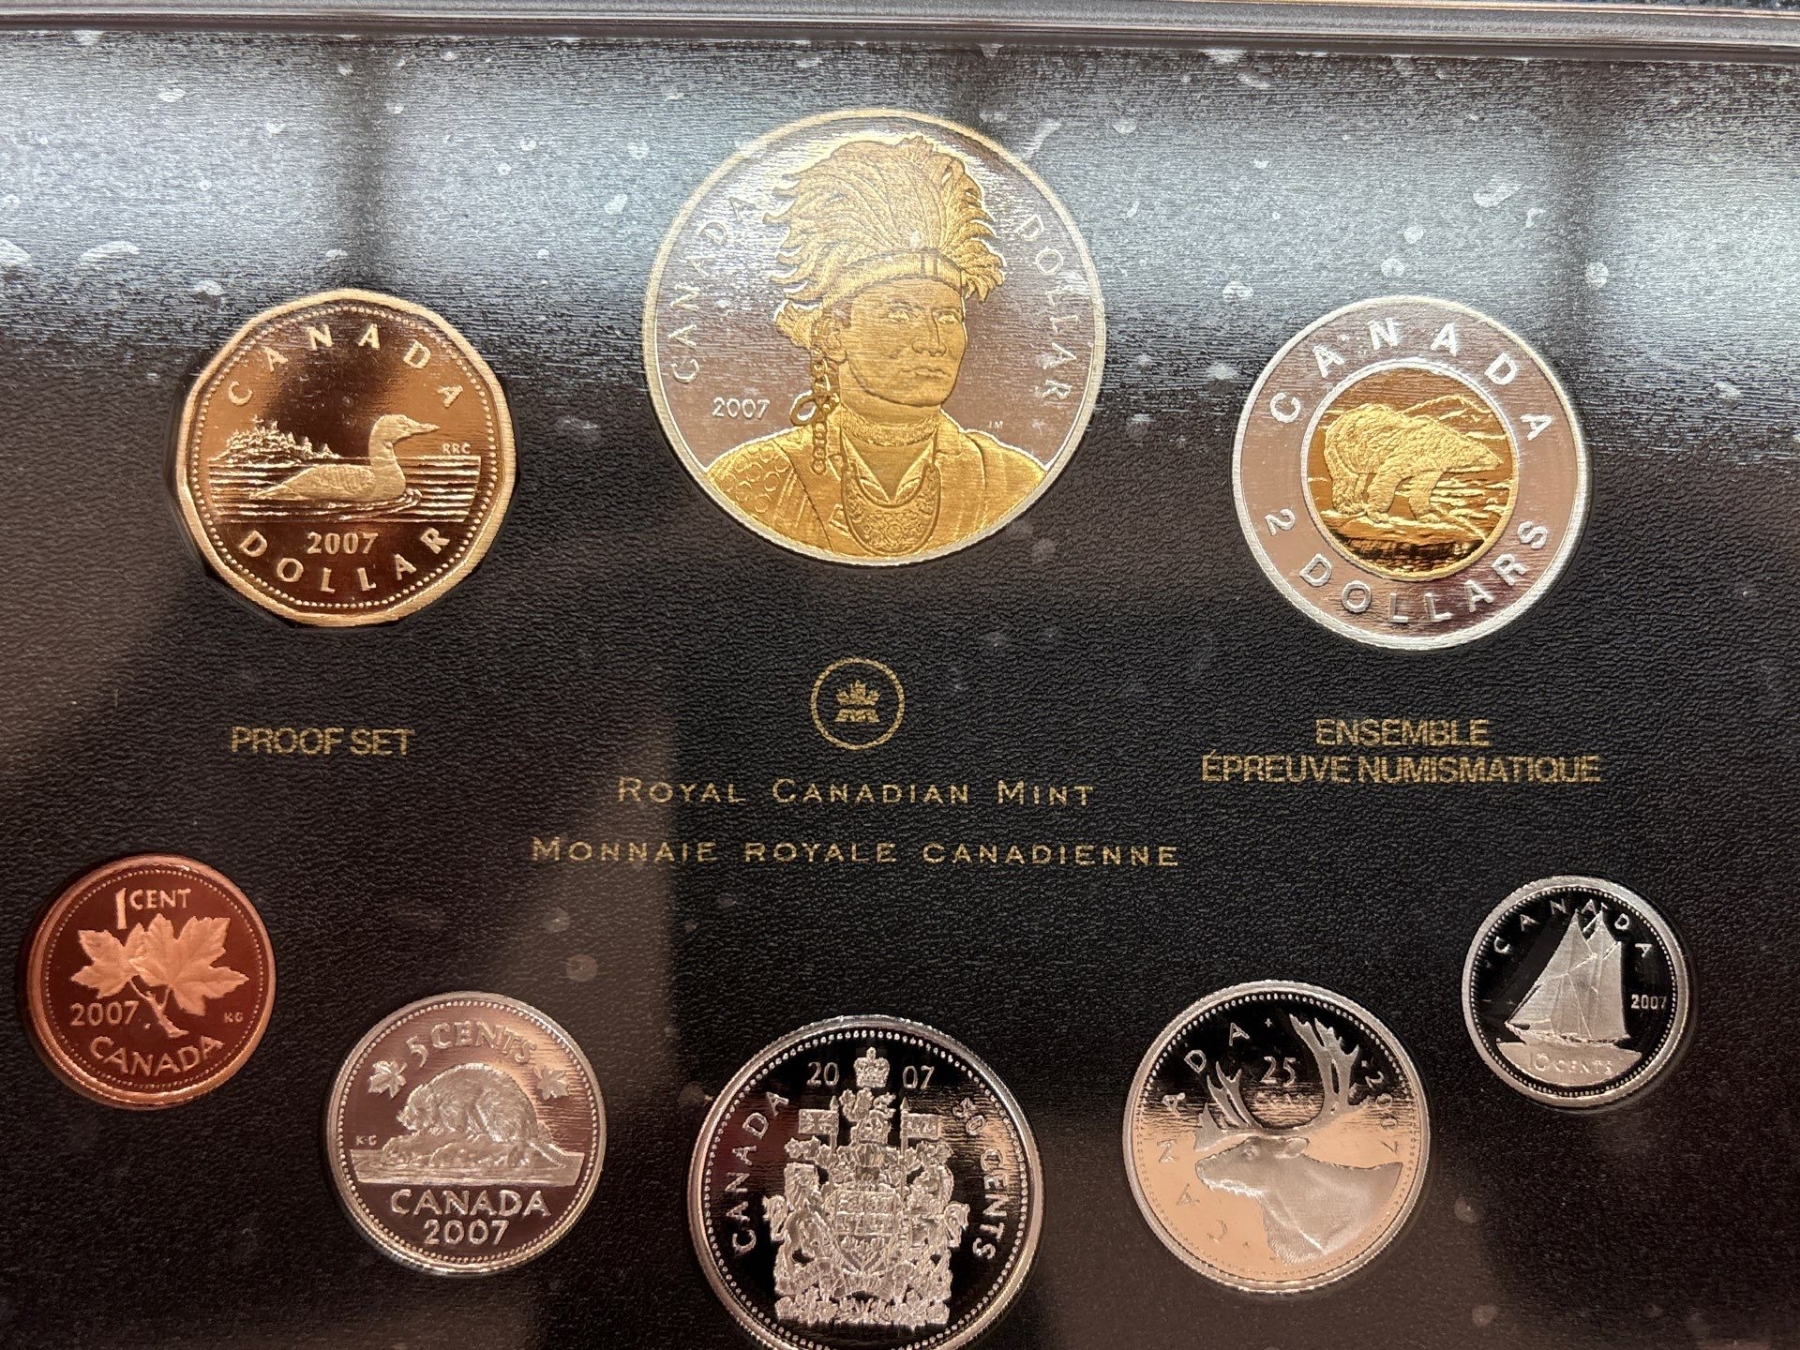 CANADA DOLLAR
2007
JM
CANADA
RRC
2007
DOLLAR
CANADA
2 DOLLARS
PROOF SET
ENSEMBLE
ÉPREUVE NUMISMATIQUE
ROYAL CANADIAN MINT
MONNAIE ROYALE CANADIENNE
1 CENT
2007
KG
CANADA
5 CENTS
KG
CANADA
2007
20 07
CANADA
50 CENTS
CANADA
25
2007
CANADA
2007
10 CENTS